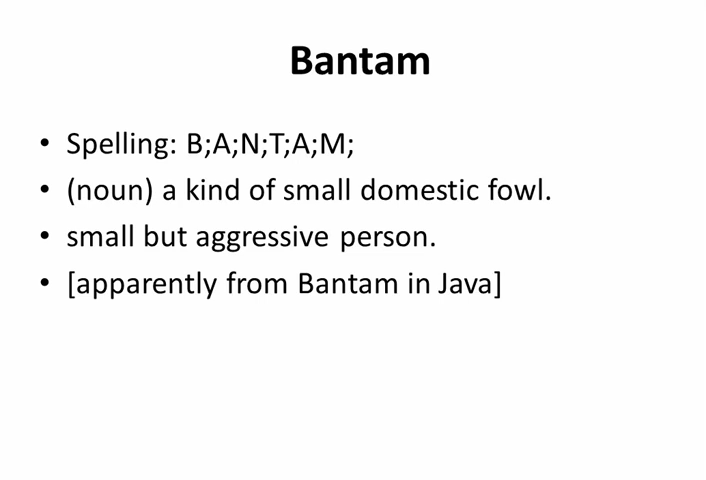 Bantam
• Spelling: B;A;N;T;A;M;
• (noun) a kind of small domestic fowl.
• small but aggressive person.
• [apparently from Bantam in Java]